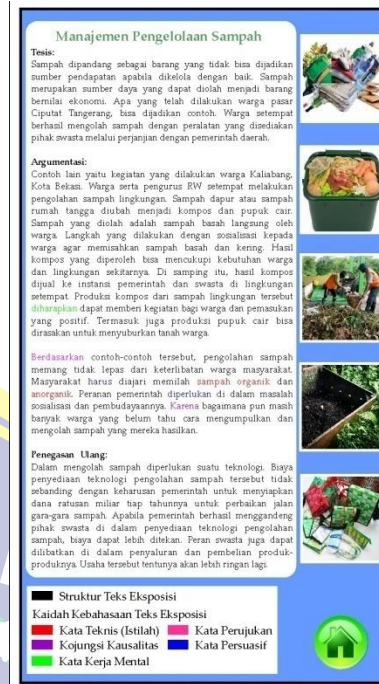 Manajemen Pengelolaan Sampah
Tesis:
Sampah dipandang sebagai barang yang tidak bisa dijadikan
sumber pendapatan apabila dikelola dengan baik. Sampah
merupakan sumber daya yang dapat diolah menjadi barang
bernilai ekonomi. Apa yang telah dilakukan warga pasar
Ciputat Tangerang, bisa dijadikan contoh. Warga setempat
berhasil mengolah sampah dengan peralatan yang disediakan
pihak swasta melalui perjanjian dengan pemerintah daerah.
Argumentasi:
Contoh lain yaitu kegiatan yang dilakukan warga Kaliabang,
Kota Bekasi. Warga serta pengurus RW setempat melakukan
pengolahan sampah lingkungan. Sampah dapur atau sampah
rumah tangga diubah menjadi kompos dan pupuk cair.
Sampah yang diolah adalah sampah basah langsung oleh
warga. Langkah yang dilakukan dengan sosialisasi kepada
warga agar memisahkan sampah basah dan kering. Hasil
kompos yang diperoleh bisa mencukupi kebutuhan warga
dan lingkungan sekitarnya. Di samping itu, hasil kompos
dijual ke instansi pemerintah dan swasta di lingkungan
setempat. Produksi kompos dari sampah lingkungan tersebut
diharapkan dapat memberi kegiatan bagi warga dan pemasukan
yang positif. Termasuk juga produksi pupuk cair bisa
dirasakan untuk menyuburkan tanah warga.
Berdasarkan contoh-contoh tersebut, pengolahan sampah
memang tidak lepas dari keterlibatan warga masyarakat.
Masyarakat harus diajari memilah sampah organik dan
anorganik. Peranan pemerintah diperlukan di dalam masalah
sosialisasi dan pembudayaannya. Karena bagaimana pun masih
banyak warga yang belum tahu cara mengumpulkan dan
mengolah sampah yang mereka hasilkan.
Penegasan Ulang:
Dalam mengolah sampah diperlukan suatu teknologi. Biaya
penyediaan teknologi pengolahan sampah tersebut tidak
sebanding dengan keharusan pemerintah untuk menyiapkan
dana ratusan miliar tiap tahunnya untuk perbaikan jalan
gara-gara sampah. Apabila pemerintah berhasil menggandeng
pihak swasta di dalam penyediaan teknologi pengolahan
sampah, biaya dapat lebih ditekan. Peran swasta juga dapat
dilibatkan di dalam penyaluran dan pembelian produk-
produknya. Usaha tersebut tentunya akan lebih ringan lagi.
Struktur Teks Eksposisi
Kaidah Kebahasaan Teks Eksposisi
Kata Teknis (Istilah) Kata Perujukan
Kojungsi Kausalitas Kata Persuasif
Kata Kerja Mental